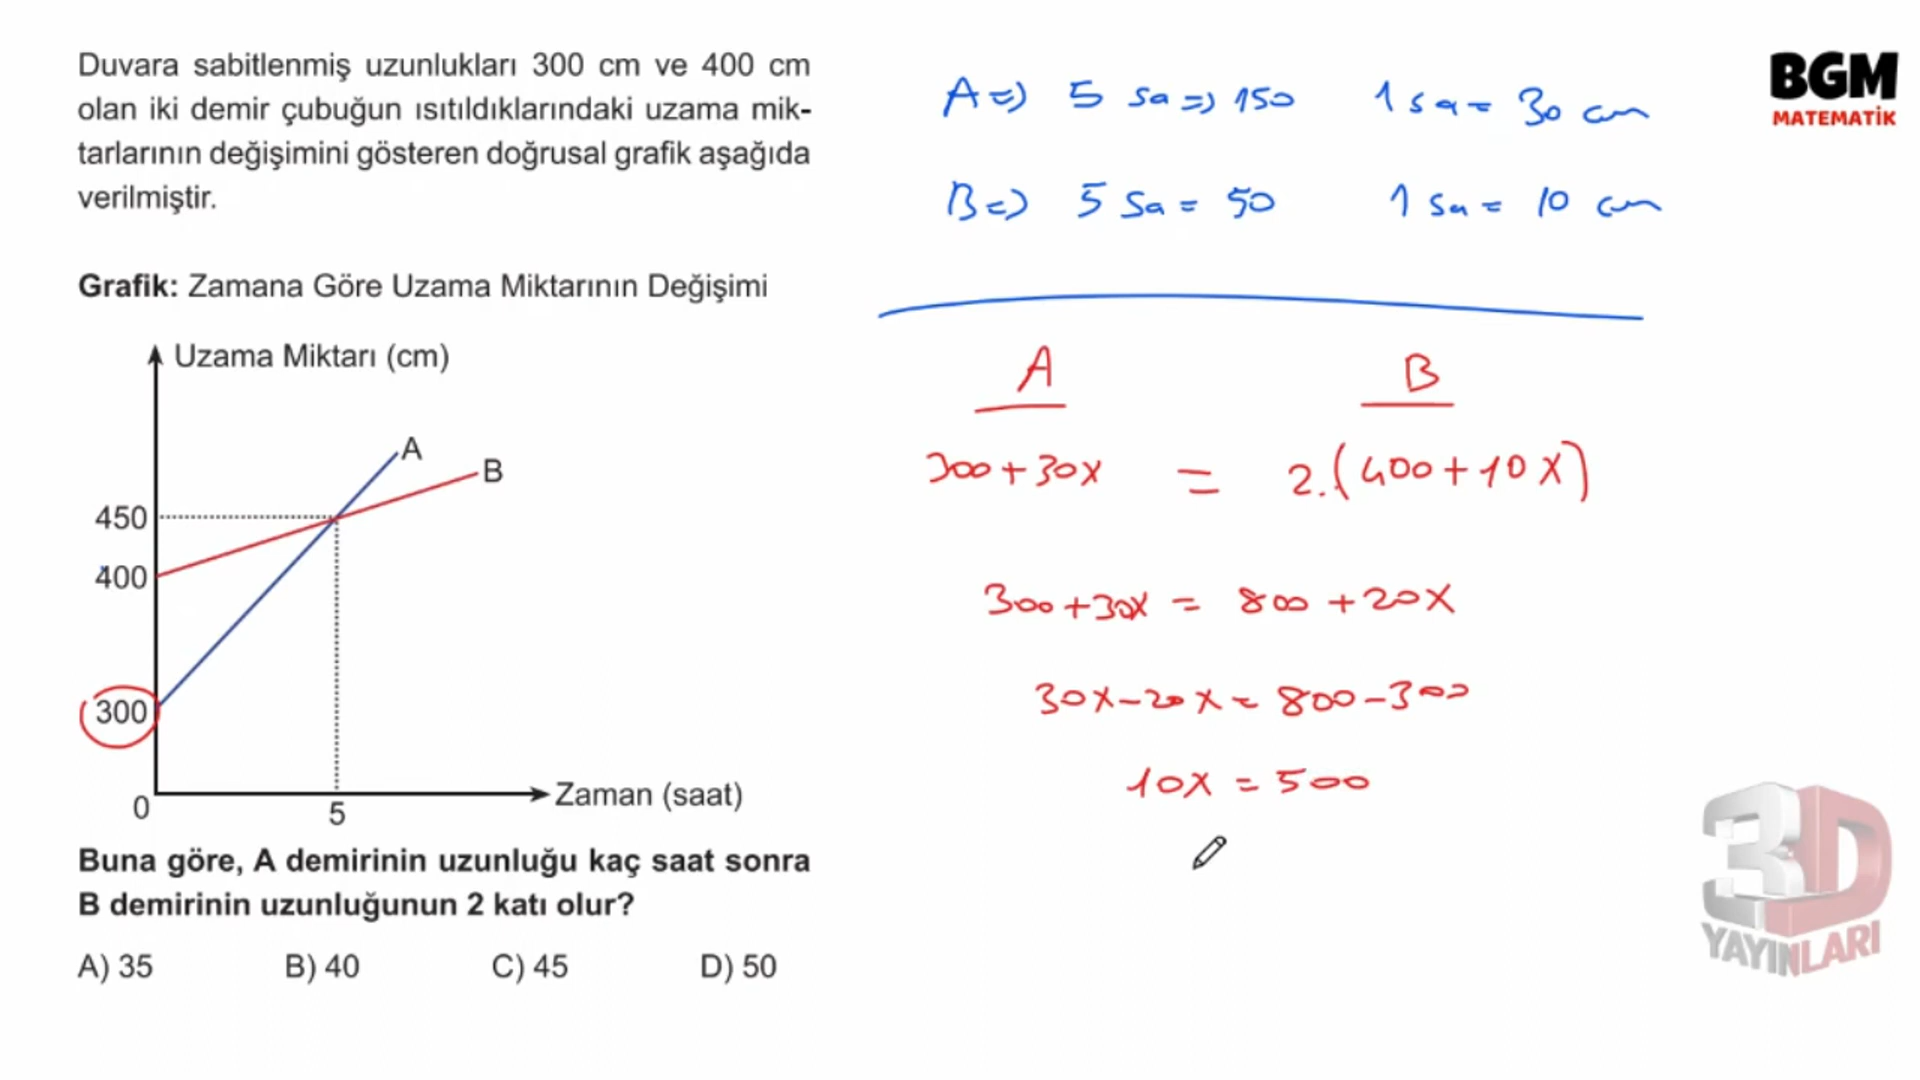 Duvara sabitlenmiş uzunlukları 300 cm ve 400 cm
olan iki demir çubuğun ısıtıldıklarındaki uzama mik-
tarlarının değişimini gösteren doğrusal grafik aşağıda
verilmiştir.
Grafik: Zamana Göre Uzama Miktarının Değişimi
Uzama Miktarı (cm)
A
B
450
400
300
0
5
Zaman (saat)
Buna göre, A demirinin uzunluğu kaç saat sonra
B demirinin uzunluğunun 2 katı olur?
A) 35 B) 40 C) 45 D) 50
A=) 5 sa=) 150 1 sa= 30 cm
B=) 5 sa= 50 1 sa= 10 cm
A B
300+30x = 2.(400+10x)
300+30x = 800+20x
30x-20x=800-300
10x=500
BGM
MATEMATİK
3D
YAYINLARI